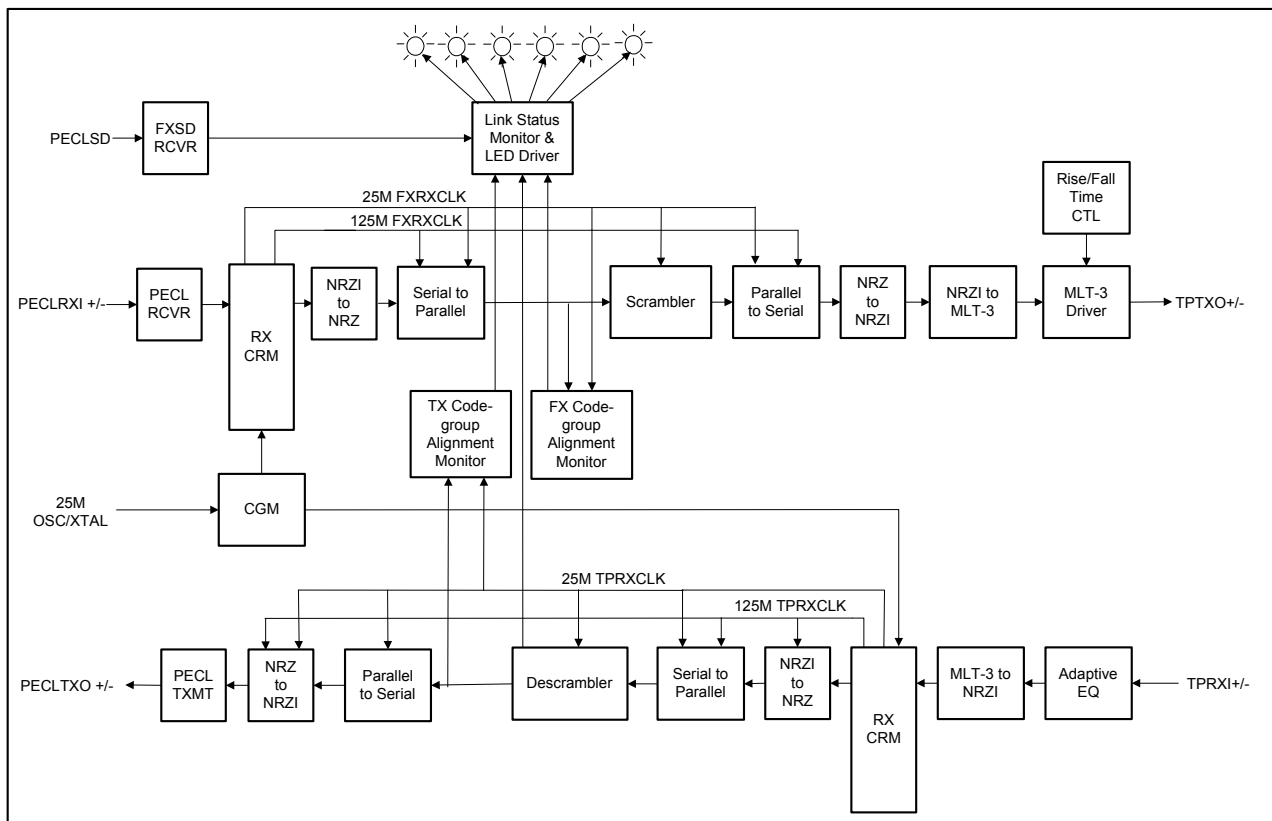 PECLSD
FXSD
RCVR
Link Status
Monitor &
LED Driver
25M FXRXCLK
125M FXRXCLK
Rise/Fall
Time
CTL
PECLRXI +/-
PECL
RCVR
RX
CRM
NRZI
to
NRZ
Serial to
Parallel
Scrambler
Parallel
to Serial
NRZ
to
NRZI
NRZI to
MLT-3
MLT-3
Driver
TPTXO+/-
TX Code-
group
Alignment
Monitor
FX Code-
group
Alignment
Monitor
25M
OSC/XTAL
CGM
25M TPRXCLK
125M TPRXCLK
PECLTXO +/-
PECL
TXMT
NRZ
to
NRZI
Parallel
to Serial
Descrambler
Serial to
Parallel
NRZI
to
NRZ
RX
CRM
MLT-3 to
NRZI
Adaptive
EQ
TPRXI+/-